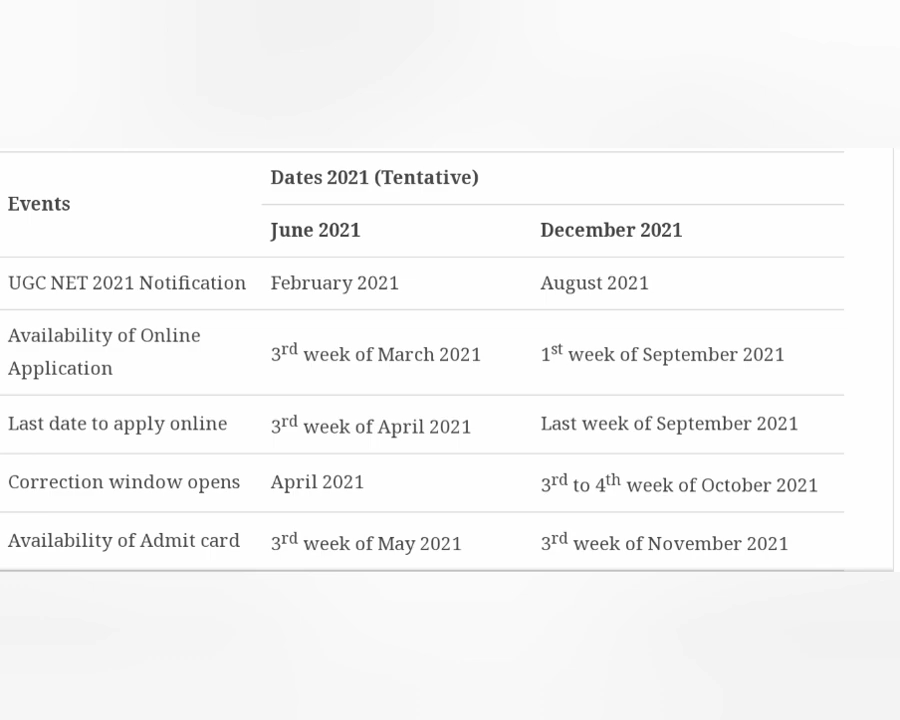 Events
Dates 2021 (Tentative)
June 2021
December 2021
UGC NET 2021 Notification
February 2021
August 2021
Availability of Online
Application
3rd week of March 2021
1st week of September 2021
Last date to apply online
3rd week of April 2021
Last week of September 2021
Correction window opens
April 2021
3rd to 4th week of October 2021
Availability of Admit card
3rd week of May 2021
3rd week of November 2021